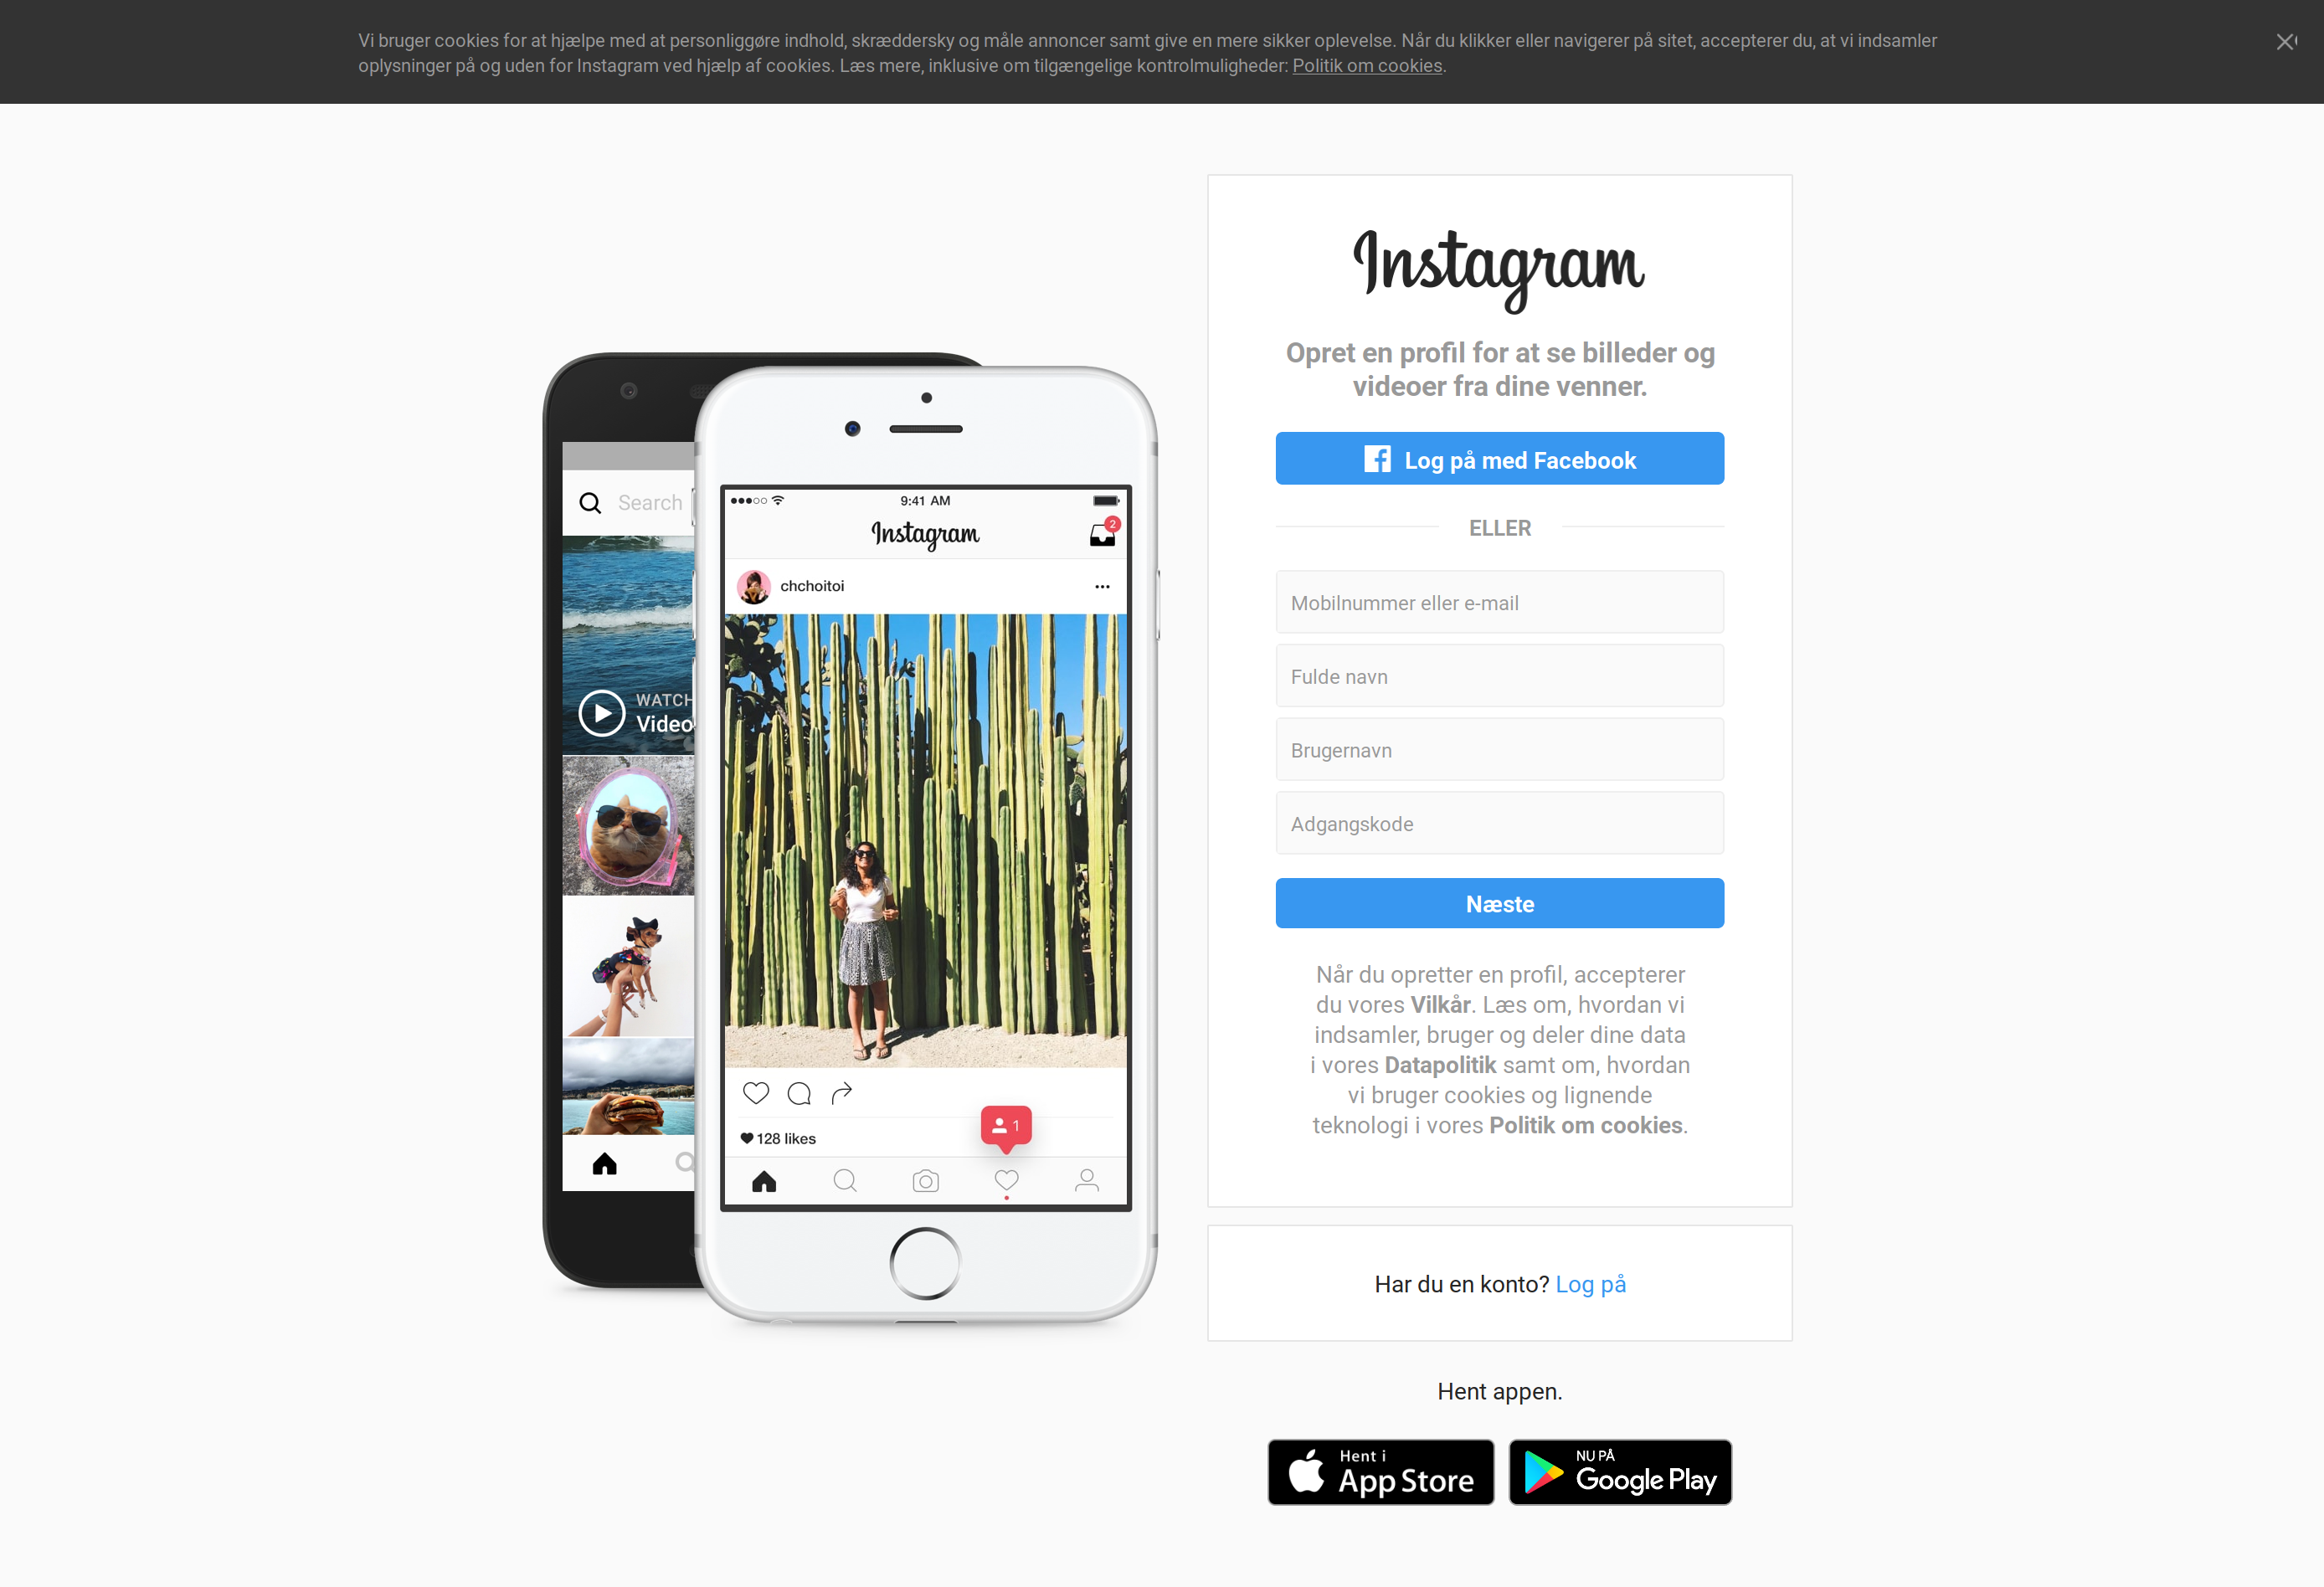 Vi bruger cookies for at hjælpe med at personliggøre indhold, skræddersky og måle annoncer samt give en mere sikker oplevelse. Når du klikker eller navigerer på sitet, accepterer du, at vi indsamler
oplysninger på og uden for Instagram ved hjælp af cookies. Læs mere, inklusive om tilgængelige kontrolmuligheder: Politik om cookies.
Search
WATCH
Video
9:41 AM
Instagram
2
chchoitoi
128 likes
1
Instagram
Opret en profil for at se billeder og
videoer fra dine venner.
Log på med Facebook
ELLER
Mobilnummer eller e-mail
Fulde navn
Brugernavn
Adgangskode
Næste
Når du opretter en profil, accepterer
du vores Vilkår. Læs om, hvordan vi
indsamler, bruger og deler dine data
i vores Datapolitik samt om, hvordan
vi bruger cookies og lignende
teknologi i vores Politik om cookies.
Har du en konto? Log på
Hent appen.
Hent i
App Store
NU PÅ
Google Play